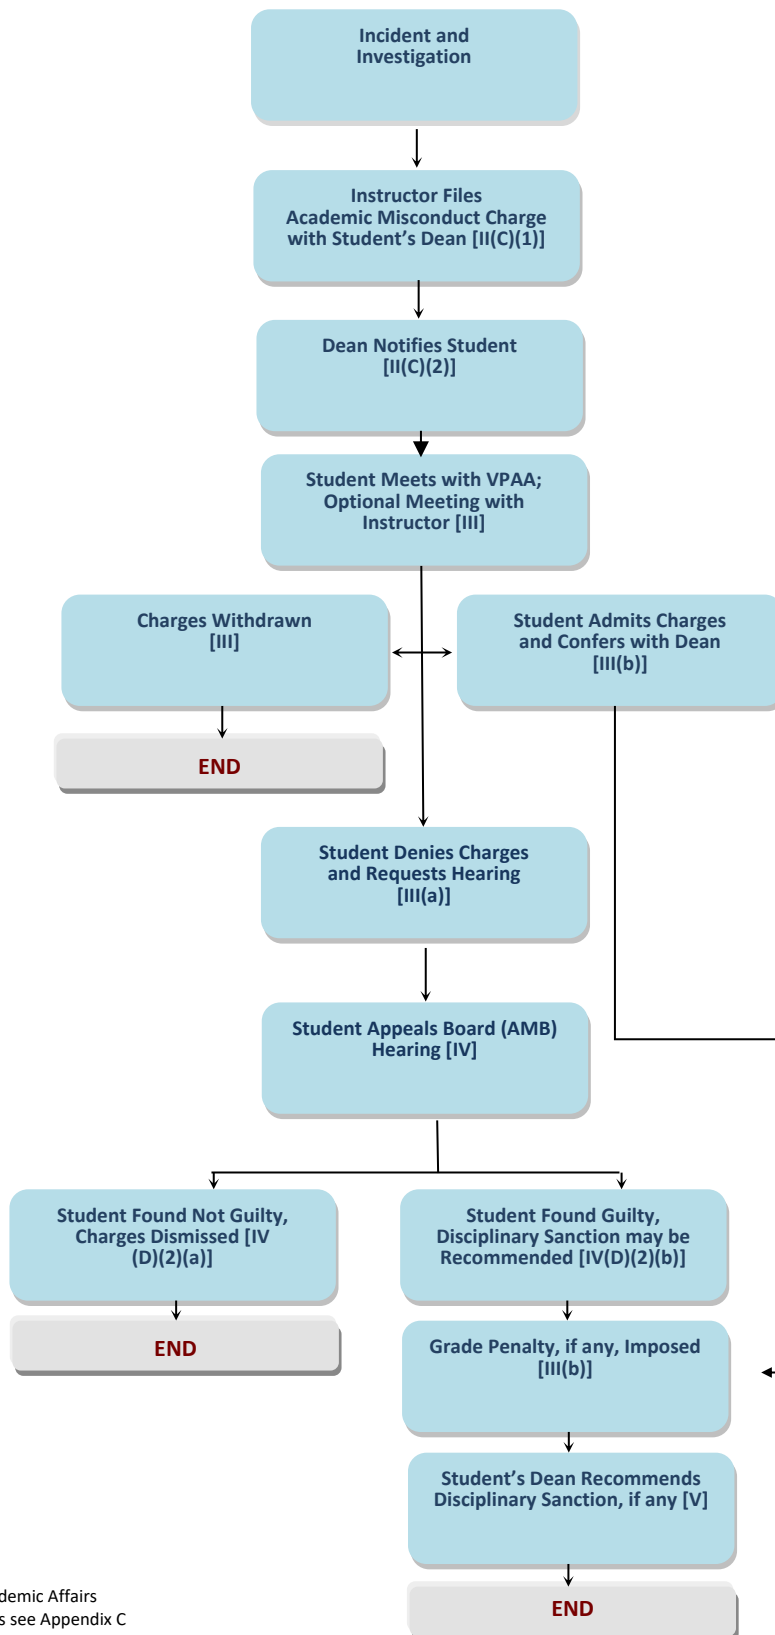 Incident and
Investigation
Instructor Files
Academic Misconduct Charge
with Student’s Dean [II(C)(1)]
Dean Notifies Student
[II(C)(2)]
Student Meets with VPAA;
Optional Meeting with
Instructor [III]
Charges Withdrawn
[III]
Student Admits Charges
and Confers with Dean
[III(b)]
END
Student Denies Charges
and Requests Hearing
[III(a)]
Student Appeals Board (AMB)
Hearing [IV]
Student Found Not Guilty,
Charges Dismissed [IV
(D)(2)(a)]
Student Found Guilty,
Disciplinary Sanction may be
Recommended [IV(D)(2)(b)]
END
Grade Penalty, if any, Imposed
[III(b)]
Student’s Dean Recommends
Disciplinary Sanction, if any [V]
END
demic Affairs
s see Appendix C